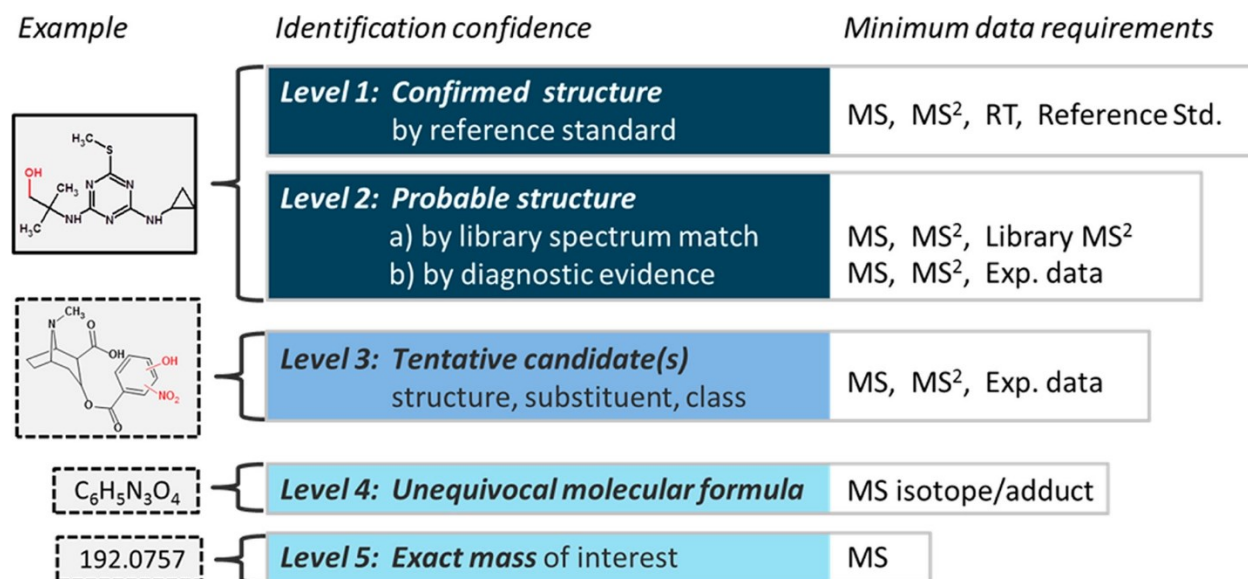 Example Identification confidence Minimum data requirements
Level 1: Confirmed structure
by reference standard
MS, MS², RT, Reference Std.
H₃C
S
OH
CH₃
N
N
H₃C
NH
N
NH
Level 2: Probable structure
a) by library spectrum match
b) by diagnostic evidence
MS, MS², Library MS²
MS, MS², Exp. data
CH₃
N
O
OH
OH
NO₂
O
O
Level 3: Tentative candidate(s)
structure, substituent, class
MS, MS², Exp. data
C₆H₅N₃O₄
Level 4: Unequivocal molecular formula
MS isotope/adduct
192.0757
Level 5: Exact mass of interest
MS